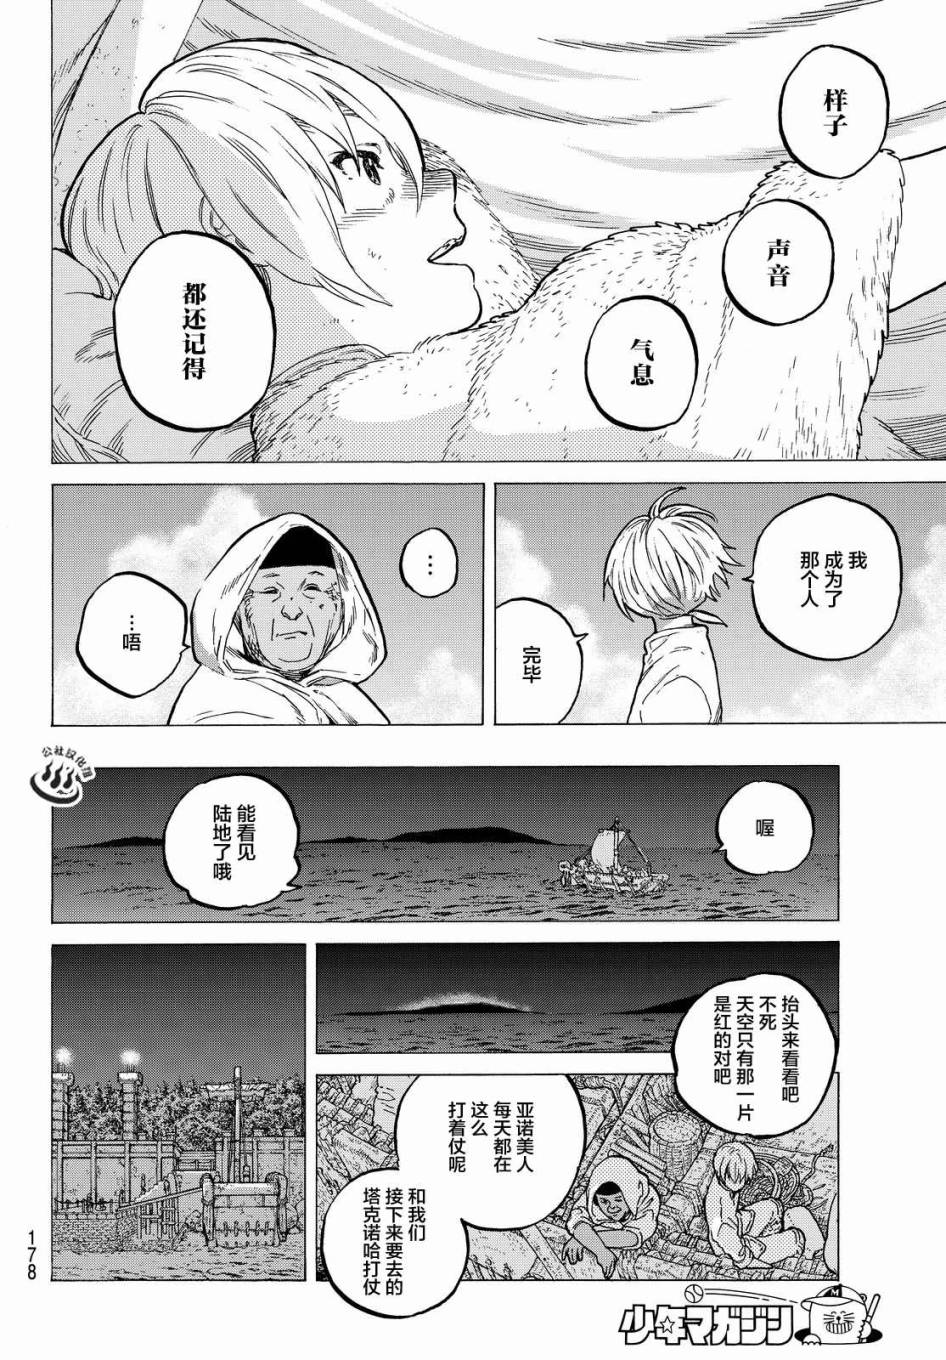 样子
声音
气息
都还记得
我
成为了
那个人
完毕
…
…唔
公社汉化组
喔
能看见
陆地了哦
抬头来看看吧
不死
天空只有那一片
是红的对吧
亚诺美人
每天都在
这么
打着仗呢
和我们
接下来要去的
塔克诺哈打仗
178
少年マガジン
M